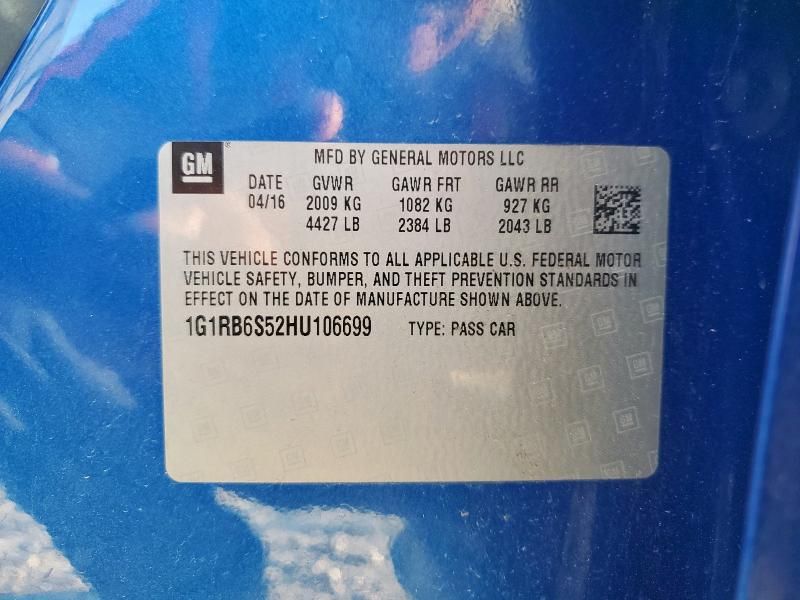 GM
MFD BY GENERAL MOTORS LLC
DATE GVWR GAWR FRT GAWR RR
04/16 2009 KG 1082 KG 927 KG
4427 LB 2384 LB 2043 LB
THIS VEHICLE CONFORMS TO ALL APPLICABLE U.S. FEDERAL MOTOR
VEHICLE SAFETY, BUMPER, AND THEFT PREVENTION STANDARDS IN
EFFECT ON THE DATE OF MANUFACTURE SHOWN ABOVE.
1G1RB6S52HU106699 TYPE: PASS CAR